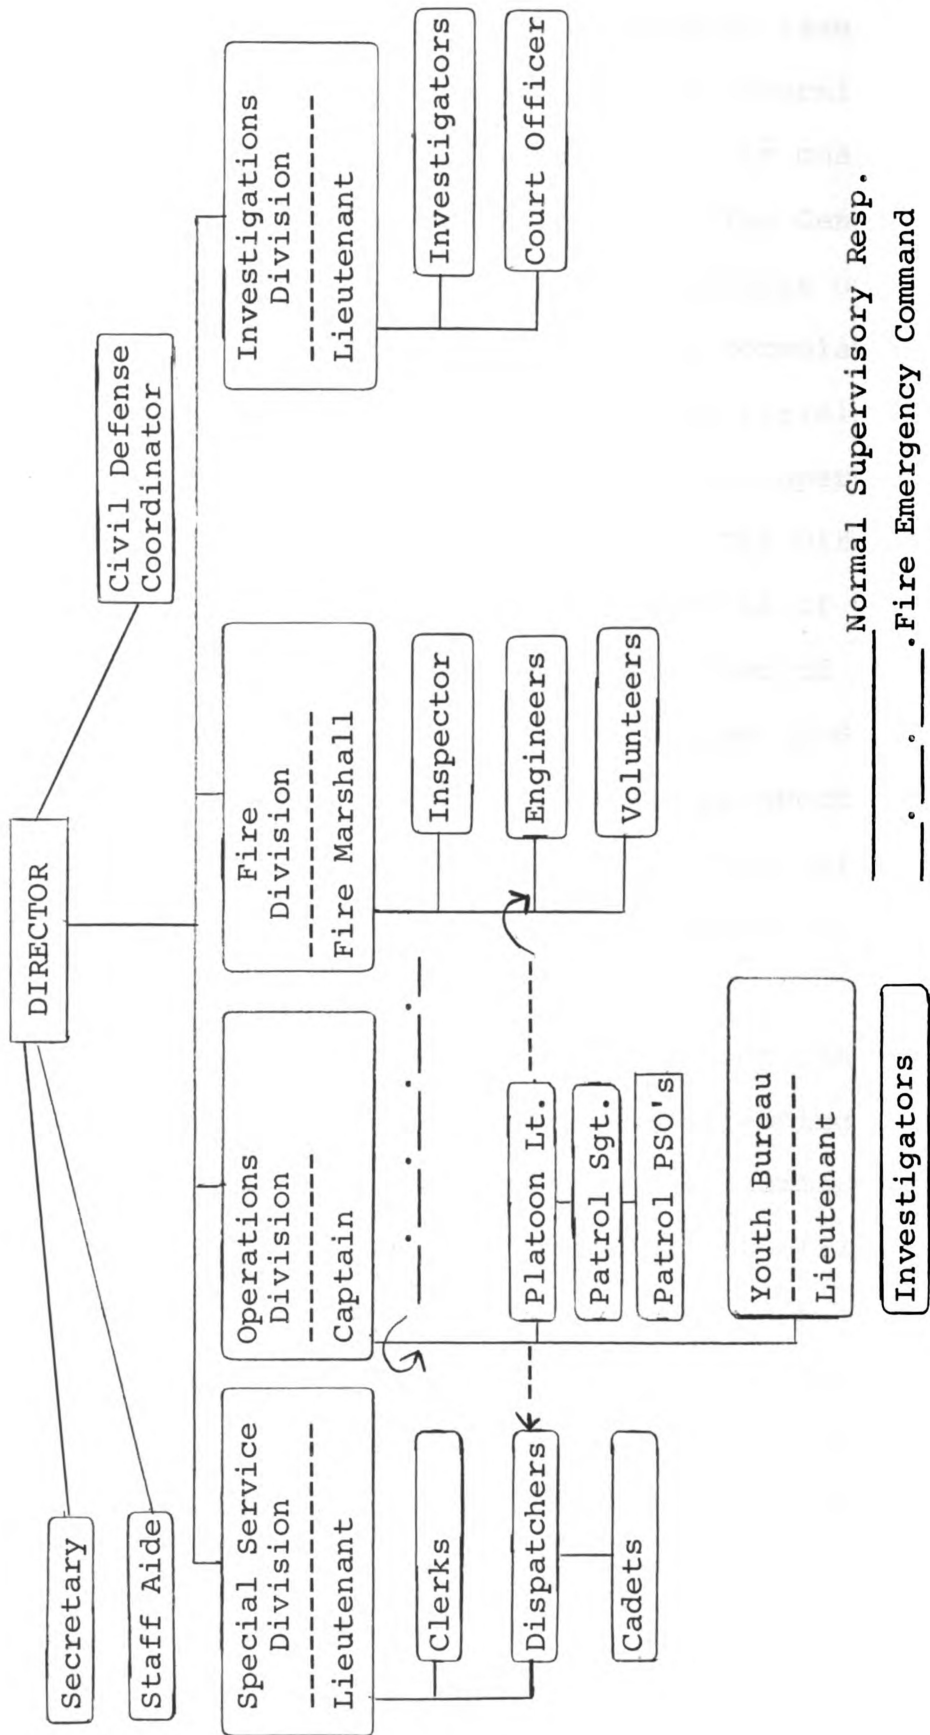 DIRECTOR
Secretary
Staff Aide
Civil Defense
Coordinator
Special Service
Division
Lieutenant
Clerks
Dispatchers
Cadets
Operations
Division
Captain
Platoon Lt.
Patrol Sgt.
Patrol PSO's
Youth Bureau
Lieutenant
Investigators
Fire
Division
Fire Marshall
Inspector
Engineers
Volunteers
Investigations
Division
Lieutenant
Investigators
Court Officer
Normal Supervisory Resp.
Fire Emergency Command